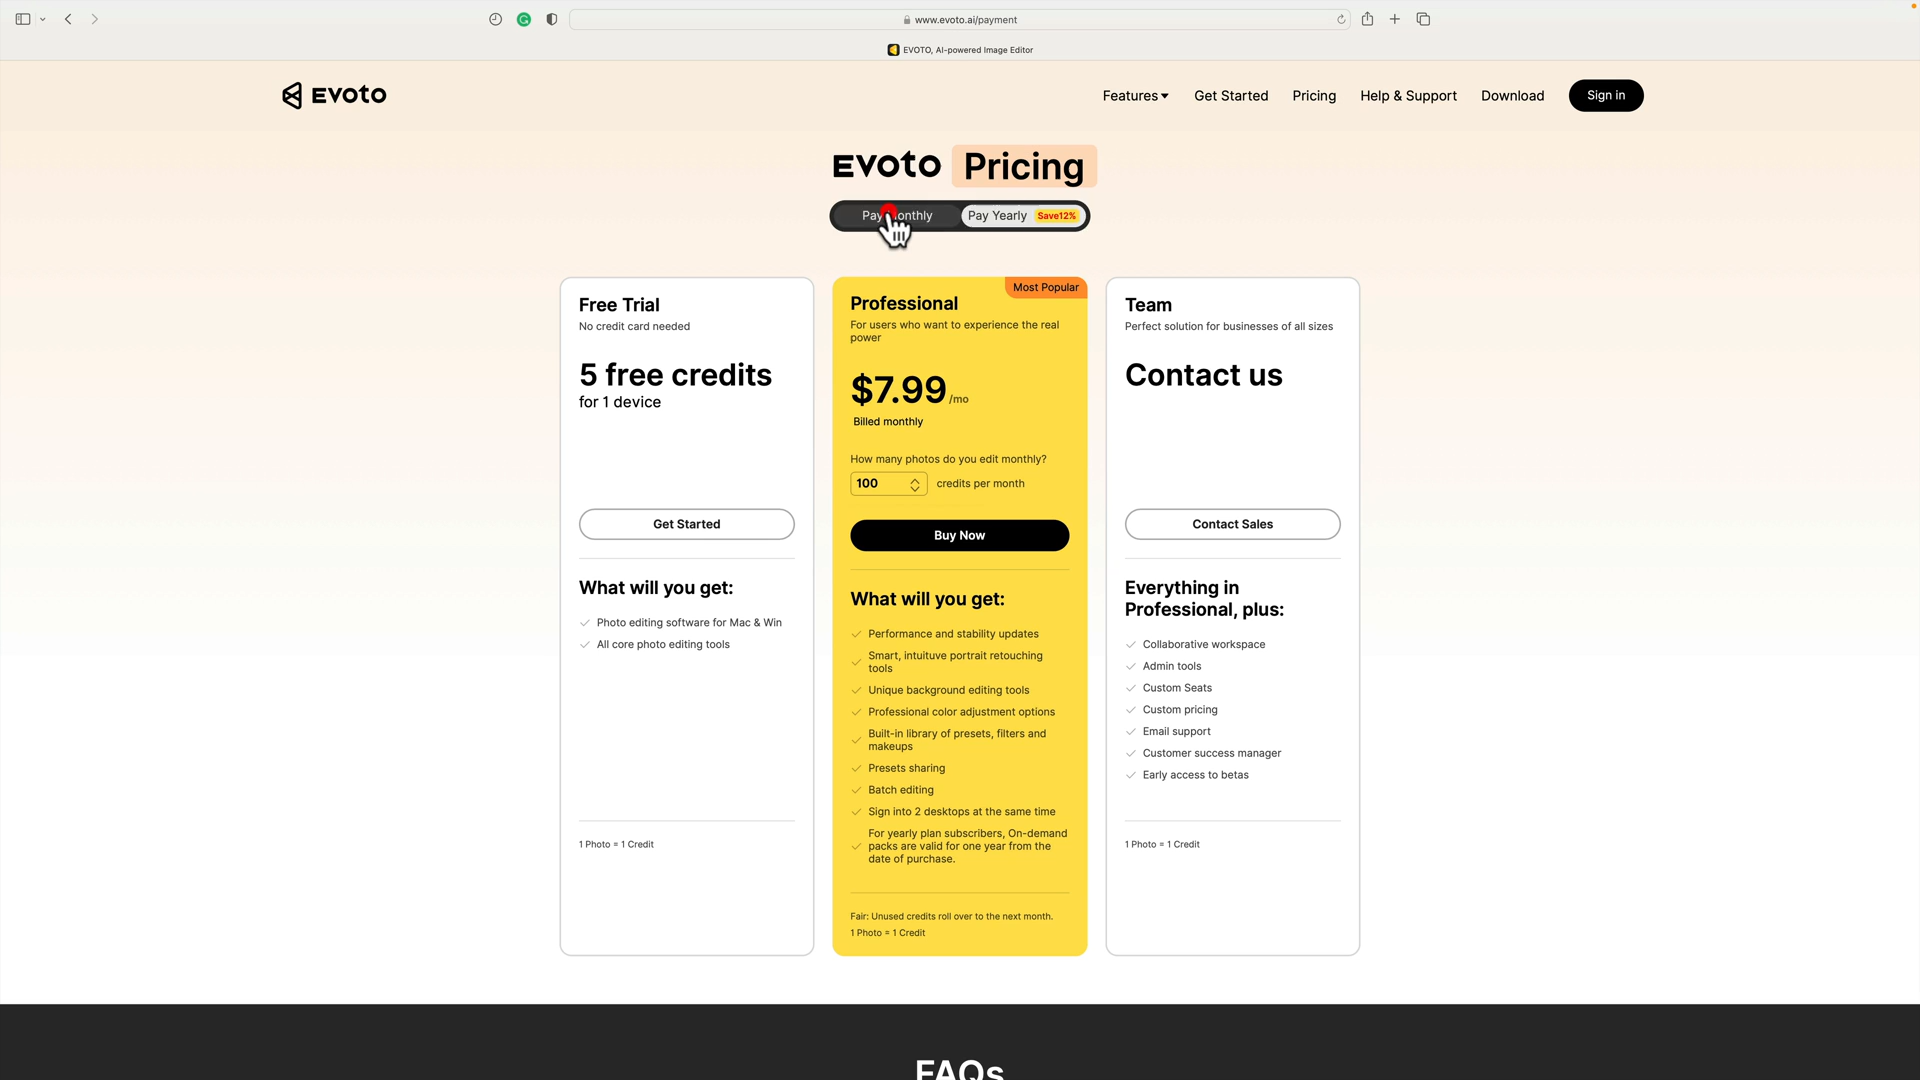 www.evoto.ai/payment
EVOTO, AI-powered Image Editor
EVOTO
Features
Get Started
Pricing
Help & Support
Download
Sign in
EVOTO Pricing
Pay Yearly
Save12%
Free Trial
No credit card needed
5 free credits
for 1 device
Get Started
What will you get:
Photo editing software for Mac & Win
All core photo editing tools
1 Photo = 1 Credit
Most Popular
Professional
For users who want to experience the real
power
$7.99 /mo
Billed monthly
How many photos do you edit monthly?
100 credits per month
Buy Now
What will you get:
Performance and stability updates
Smart, intuituve portrait retouching
tools
Unique background editing tools
Professional color adjustment options
Built-in library of presets, filters and
makeups
Presets sharing
Batch editing
Sign into 2 desktops at the same time
For yearly plan subscribers, On-demand
packs are valid for one year from the
date of purchase.
Fair: Unused credits roll over to the next month.
1 Photo = 1 Credit
Team
Perfect solution for businesses of all sizes
Contact us
Contact Sales
Everything in
Professional, plus:
Collaborative workspace
Admin tools
Custom Seats
Custom pricing
Email support
Customer success manager
Early access to betas
1 Photo = 1 Credit
FAQs